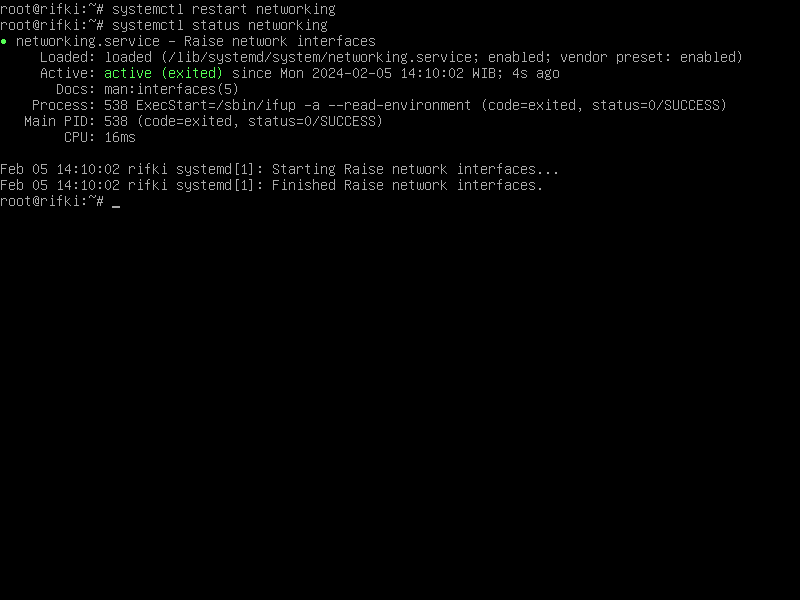 root@rifki:~# systemctl restart networking
root@rifki:~# systemctl status networking
● networking.service - Raise network interfaces
     Loaded: loaded (/lib/systemd/system/networking.service; enabled; vendor preset: enabled)
     Active: active (exited) since Mon 2024-02-05 14:10:02 WIB; 4s ago
       Docs: man:interfaces(5)
    Process: 538 ExecStart=/sbin/ifup -a --read-environment (code=exited, status=0/SUCCESS)
   Main PID: 538 (code=exited, status=0/SUCCESS)
        CPU: 16ms

Feb 05 14:10:02 rifki systemd[1]: Starting Raise network interfaces...
Feb 05 14:10:02 rifki systemd[1]: Finished Raise network interfaces.
root@rifki:~# _